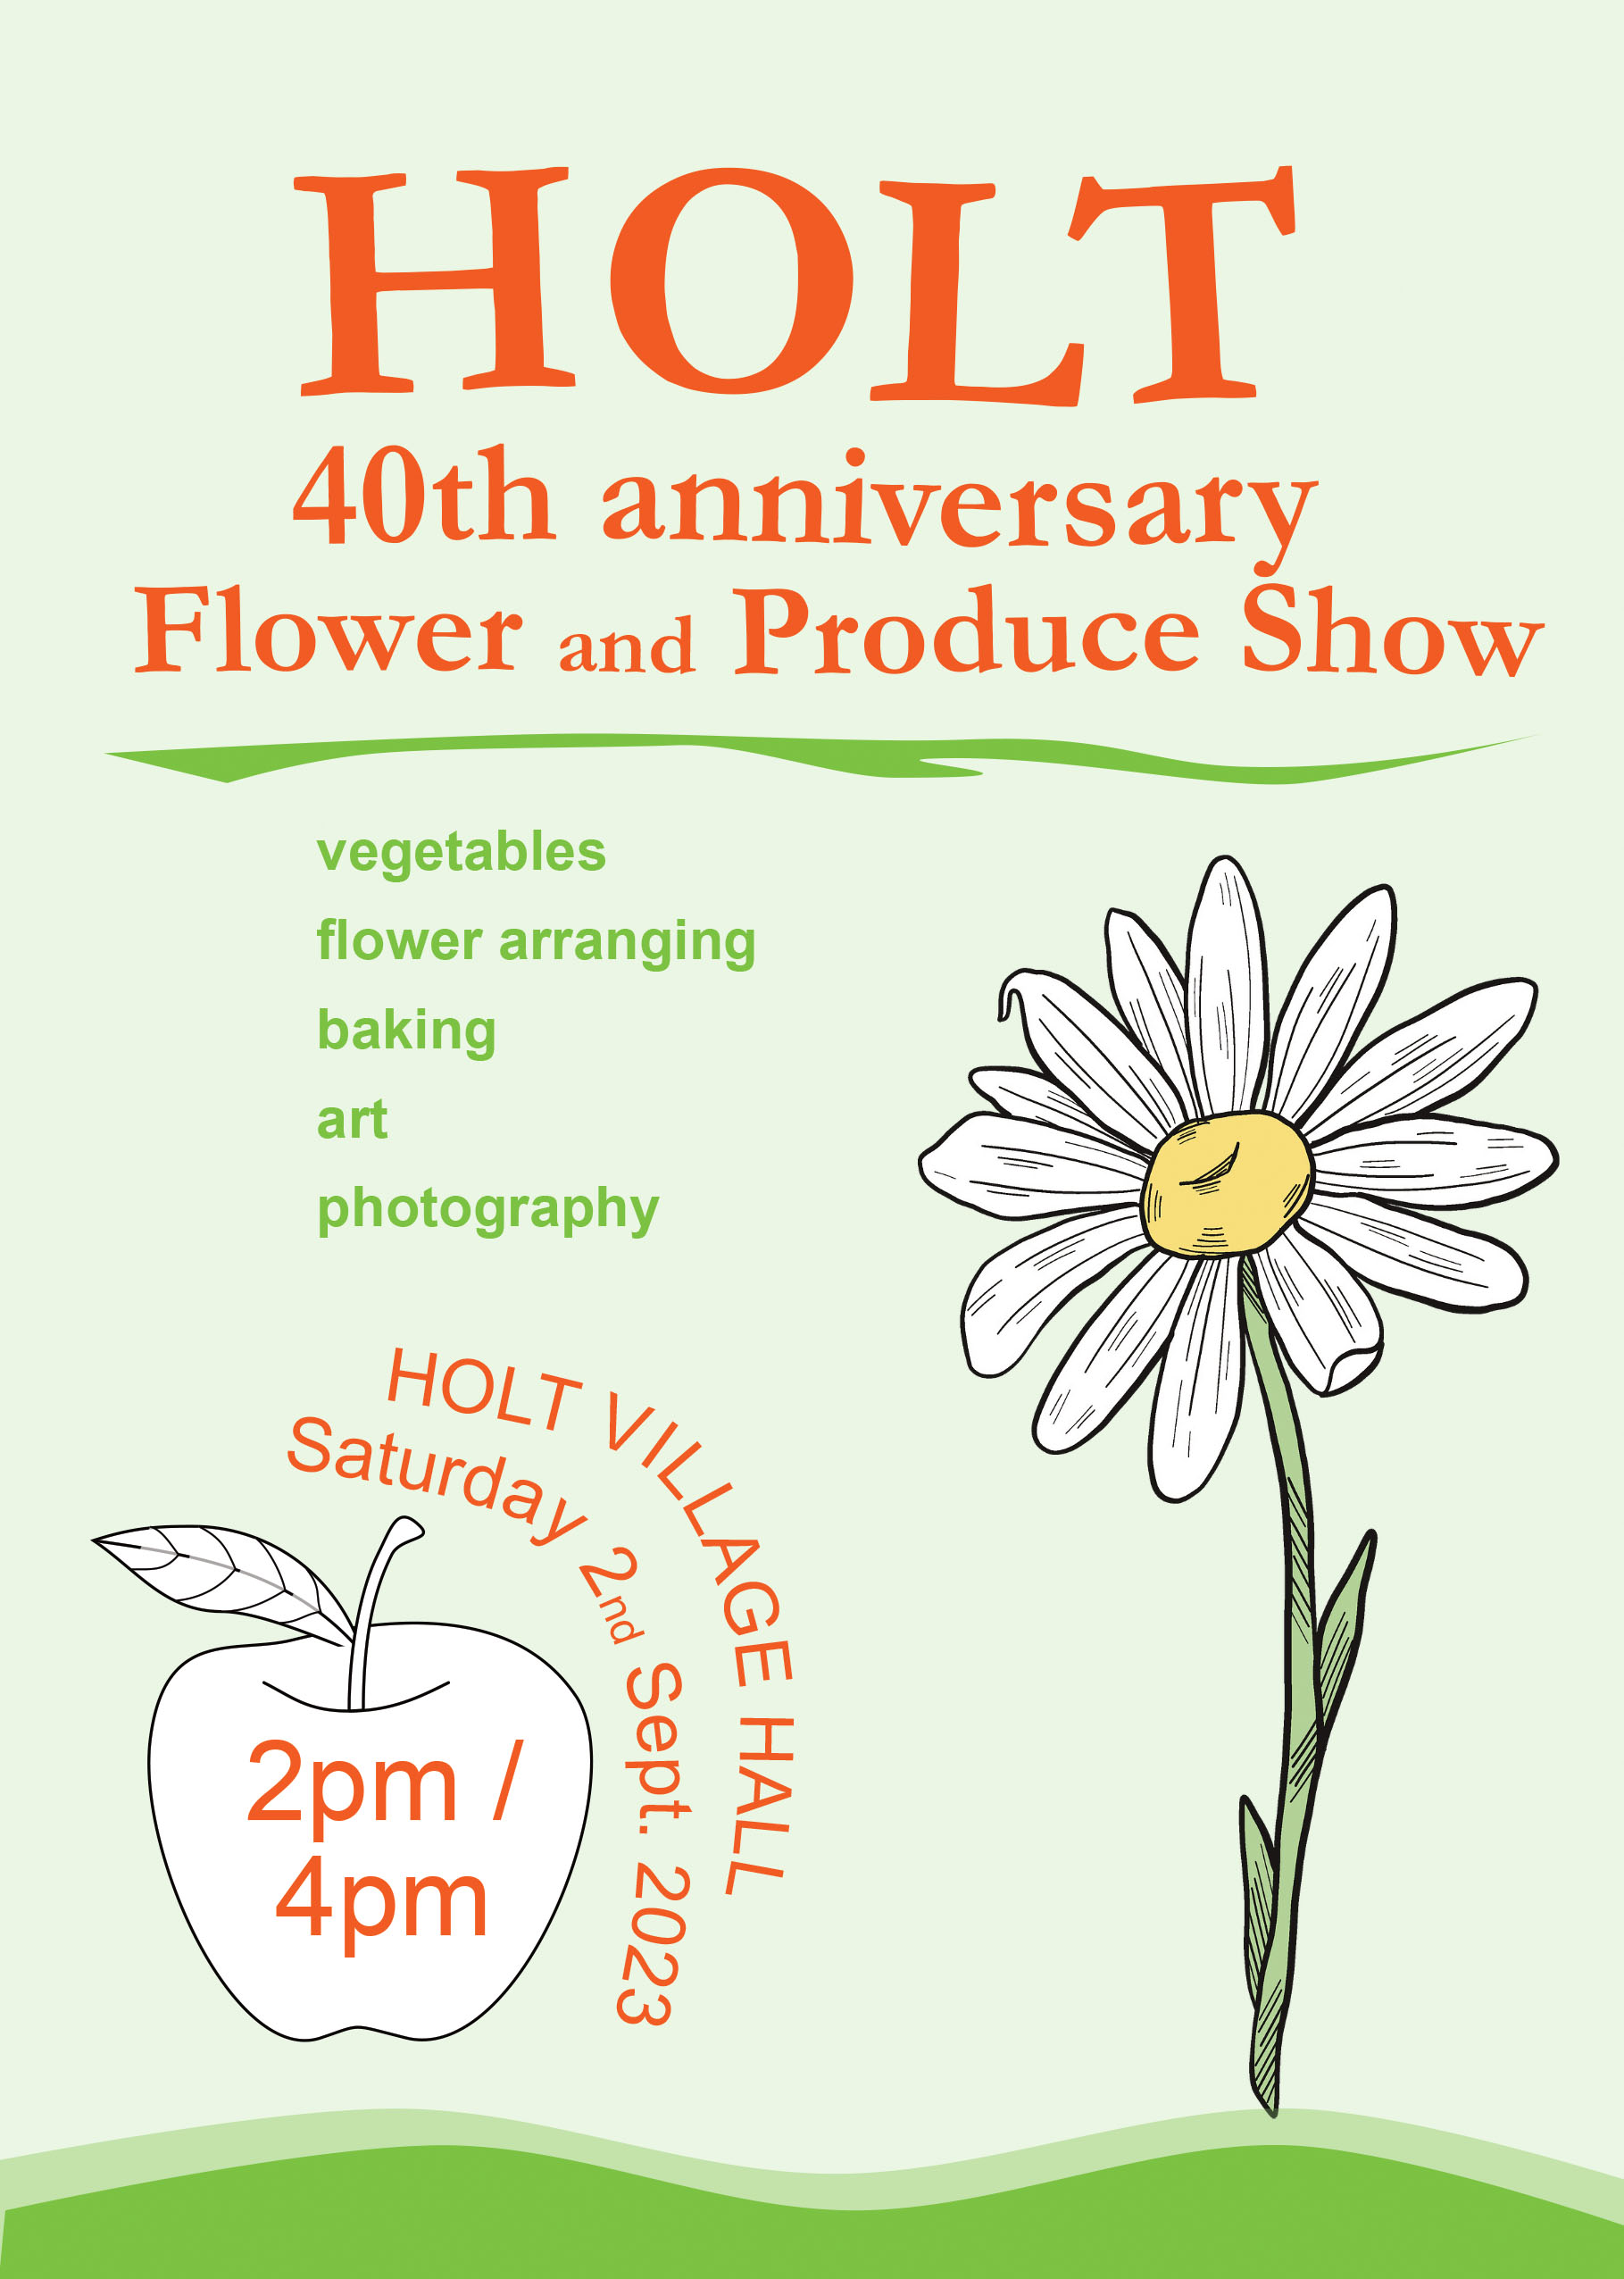 HOLT
40th anniversary
Flower and Produce Show
vegetables
flower arranging
baking
art
photography
HOLT VILLAGE HALL
Saturday 2nd Sept. 2023
2pm /
4pm